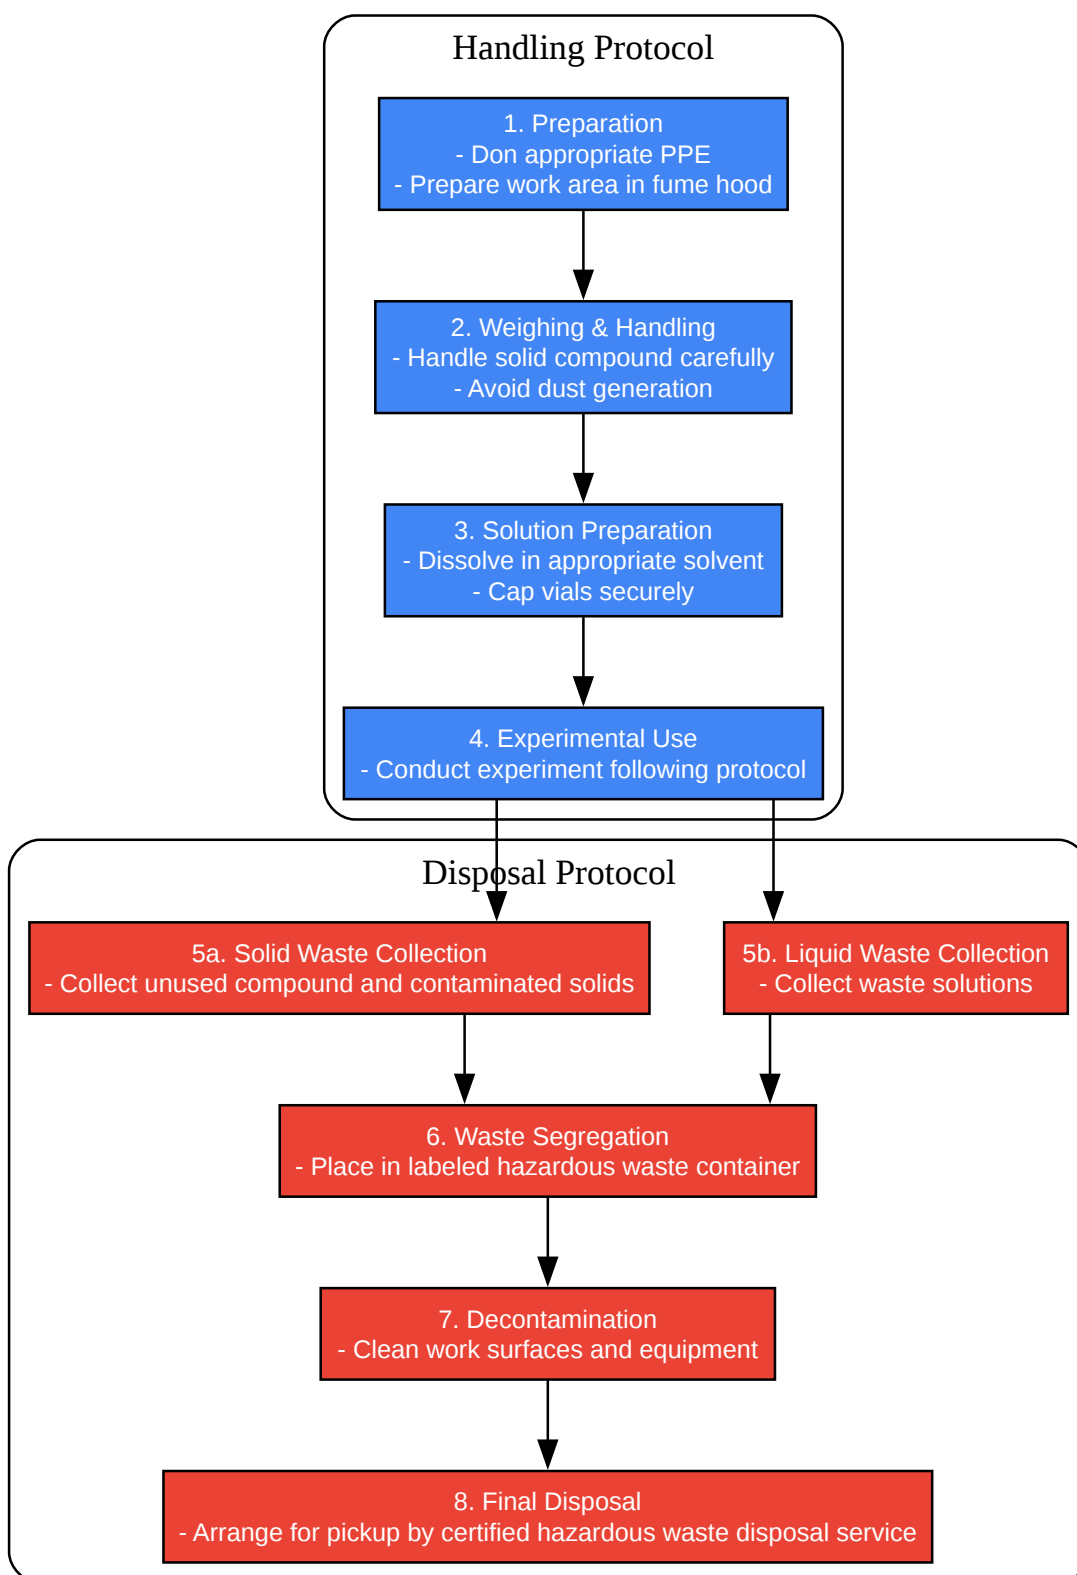 Handling Protocol
1. Preparation
- Don appropriate PPE
- Prepare work area in fume hood
2. Weighing & Handling
- Handle solid compound carefully
- Avoid dust generation
3. Solution Preparation
- Dissolve in appropriate solvent
- Cap vials securely
4. Experimental Use
- Conduct experiment following protocol
Disposal Protocol
5a. Solid Waste Collection
- Collect unused compound and contaminated solids
5b. Liquid Waste Collection
- Collect waste solutions
6. Waste Segregation
- Place in labeled hazardous waste container
7. Decontamination
- Clean work surfaces and equipment
8. Final Disposal
- Arrange for pickup by certified hazardous waste disposal service